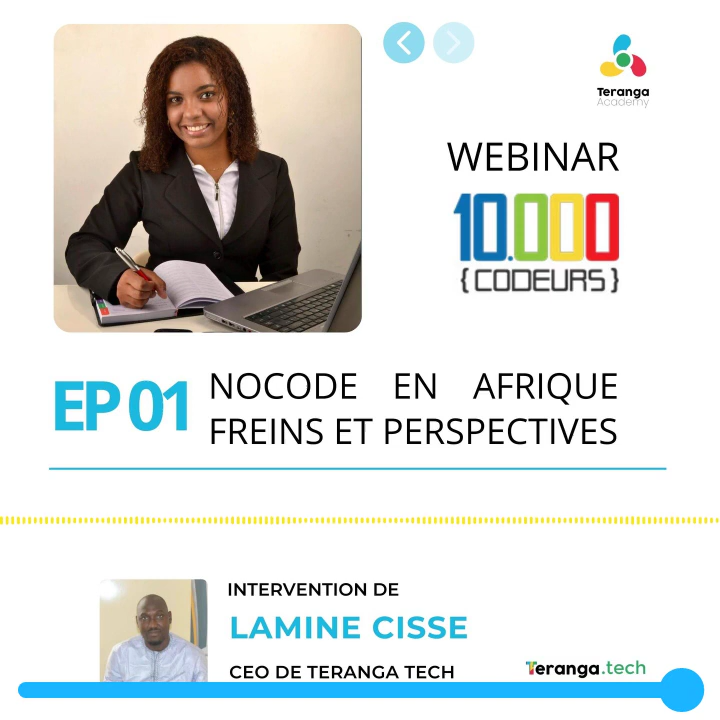 Teranga
Academy
WEBINAR
10.000
{CODEURS}
EP 01
NOCODE EN AFRIQUE
FREINS ET PERSPECTIVES
INTERVENTION DE
LAMINE CISSE
CEO DE TERANGA TECH
Teranga.tech